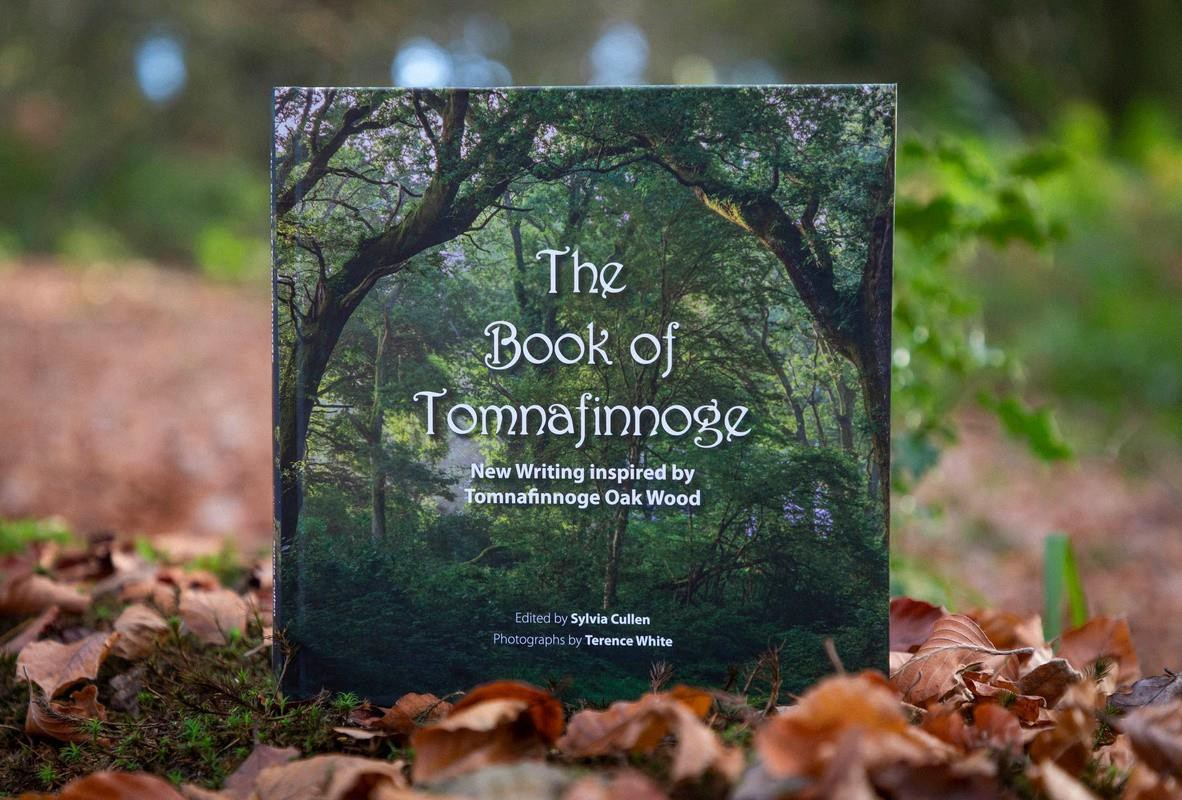 The
Book of
Tomnafinnoge
New Writing inspired by
Tomnafinnoge Oak Wood
Edited by Sylvia Cullen
Photographs by Terence White